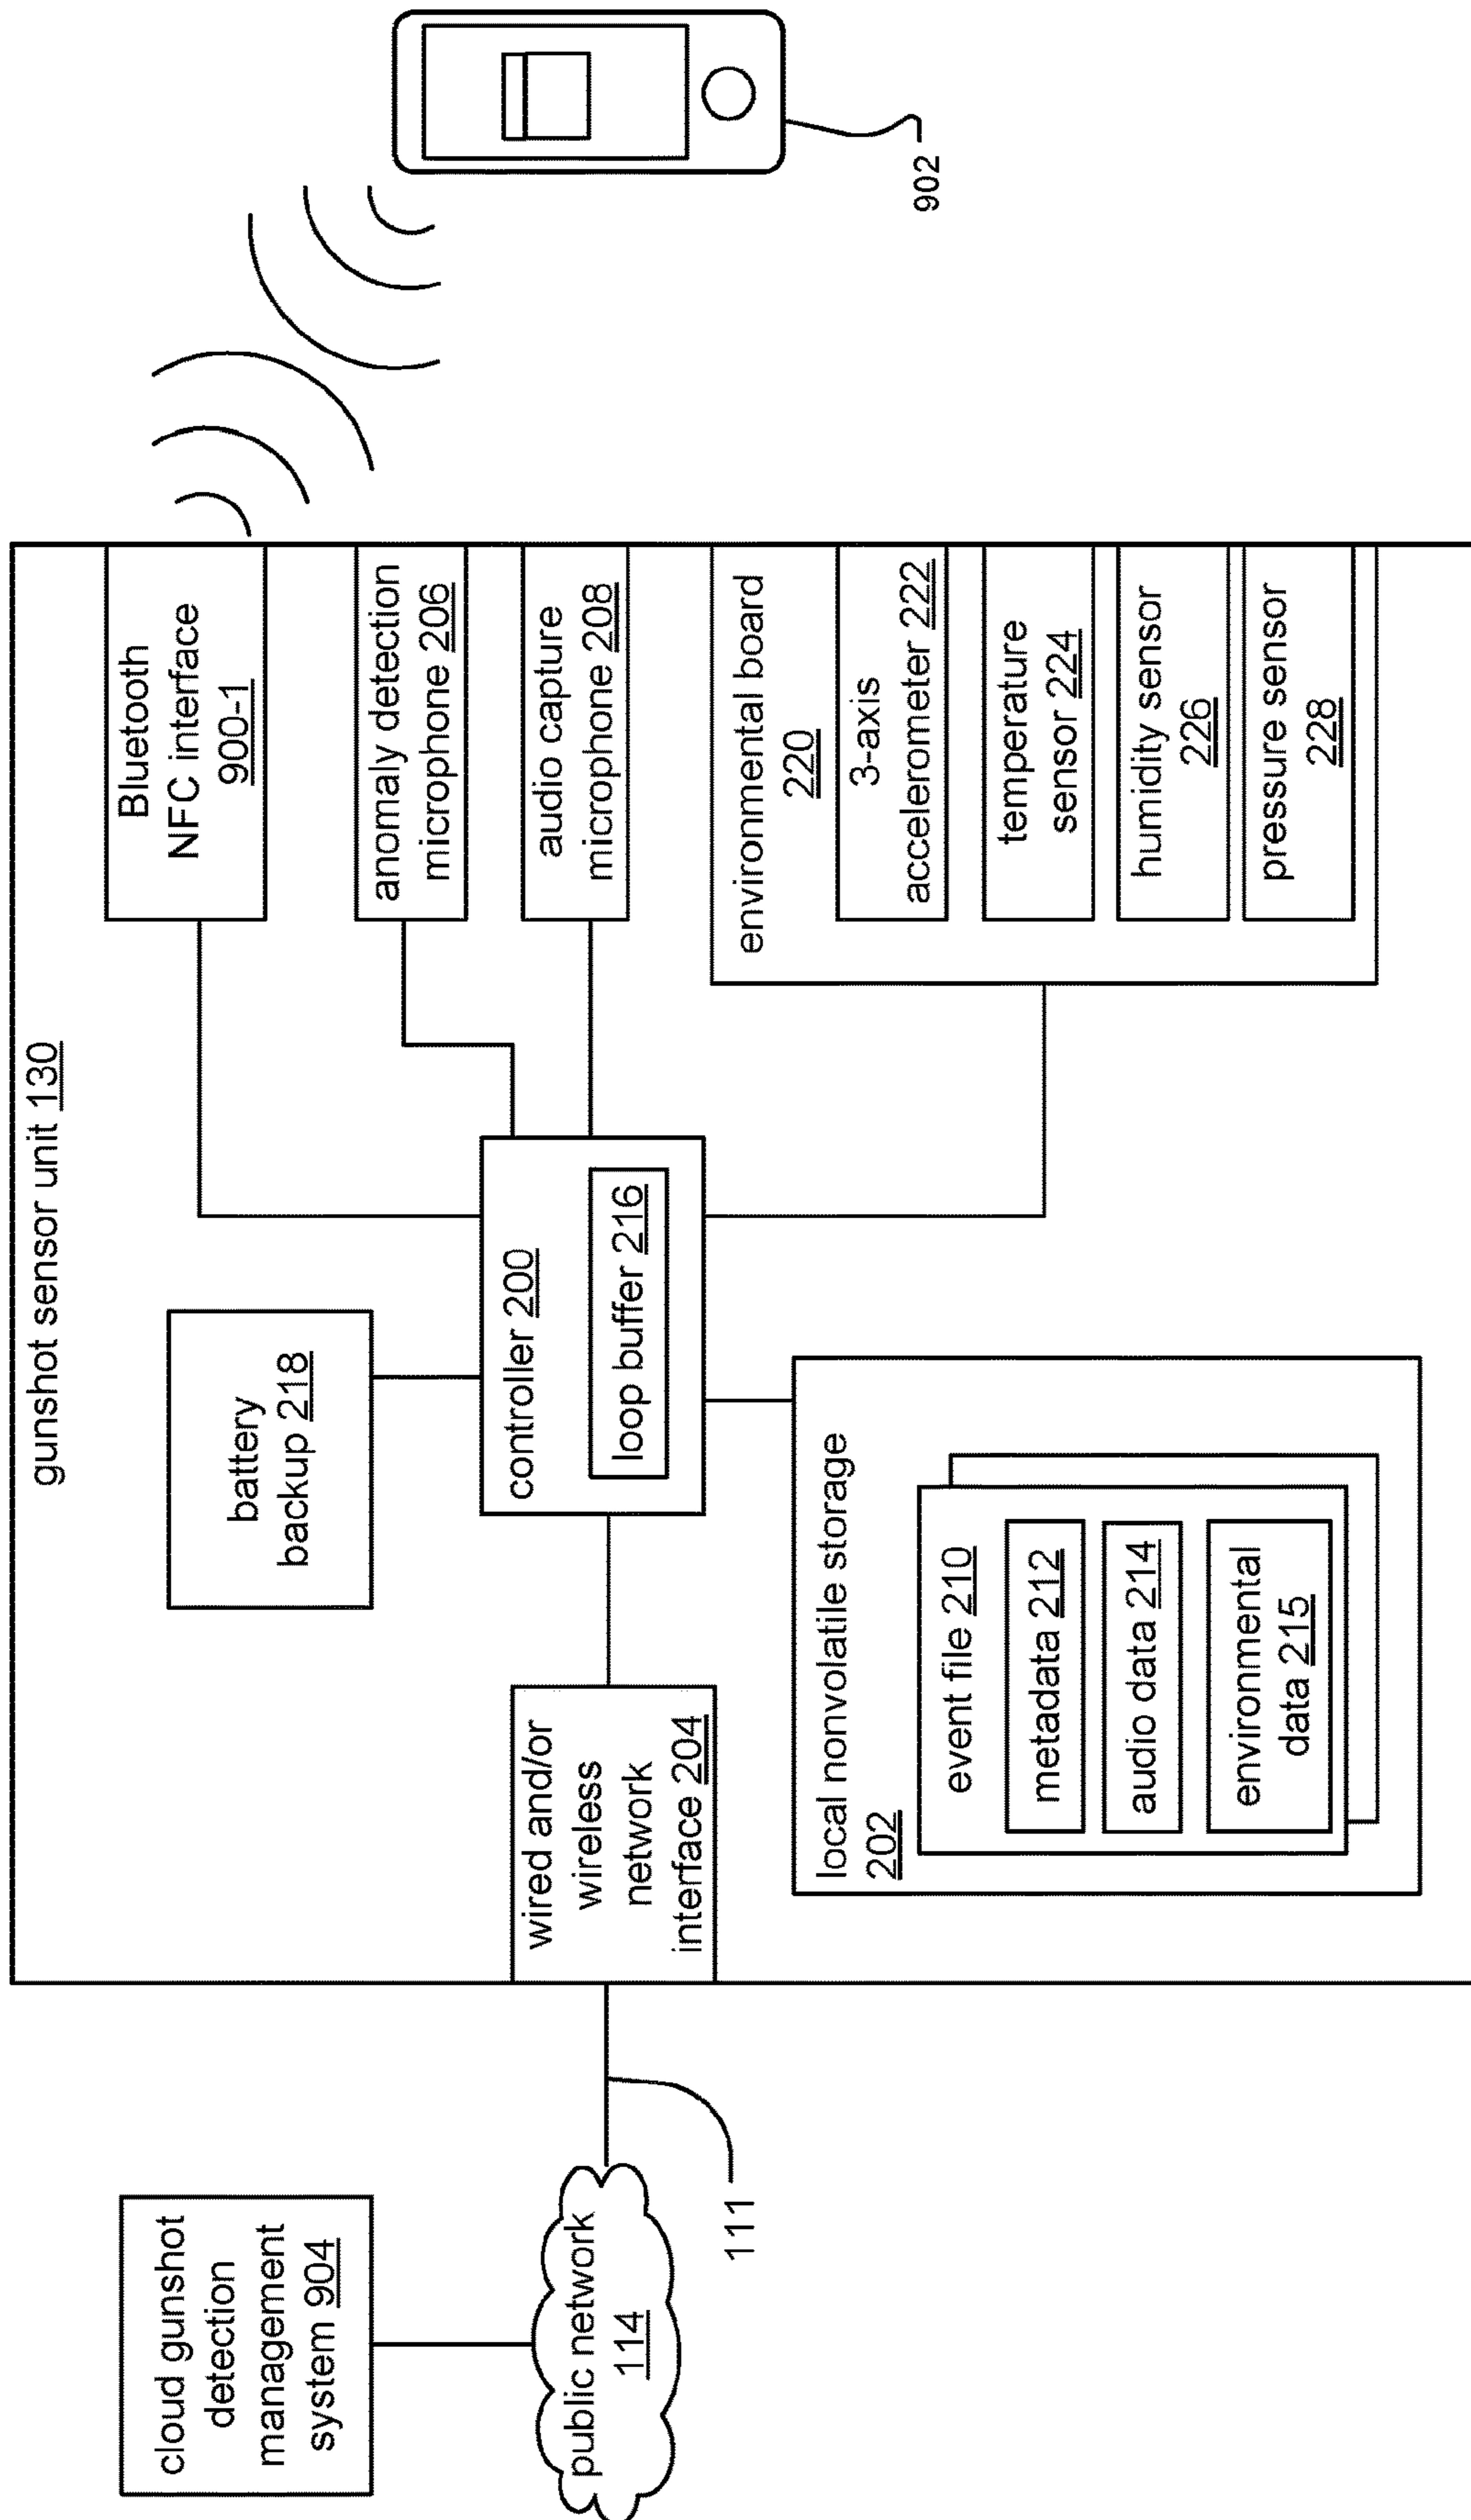 gunshot sensor unit 130
cloud gunshot
detection
management
system 904
public network
114
111
wired and/or
wireless
network
interface 204
battery
backup 218
controller 200
loop buffer 216
local nonvolatile storage
202
event file 210
metadata 212
audio data 214
environmental
data 215
Bluetooth
NFC interface
900-1
anomaly detection
microphone 206
audio capture
microphone 208
environmental board
220
3-axis
accelerometer 222
temperature
sensor 224
humidity sensor
226
pressure sensor
228
902